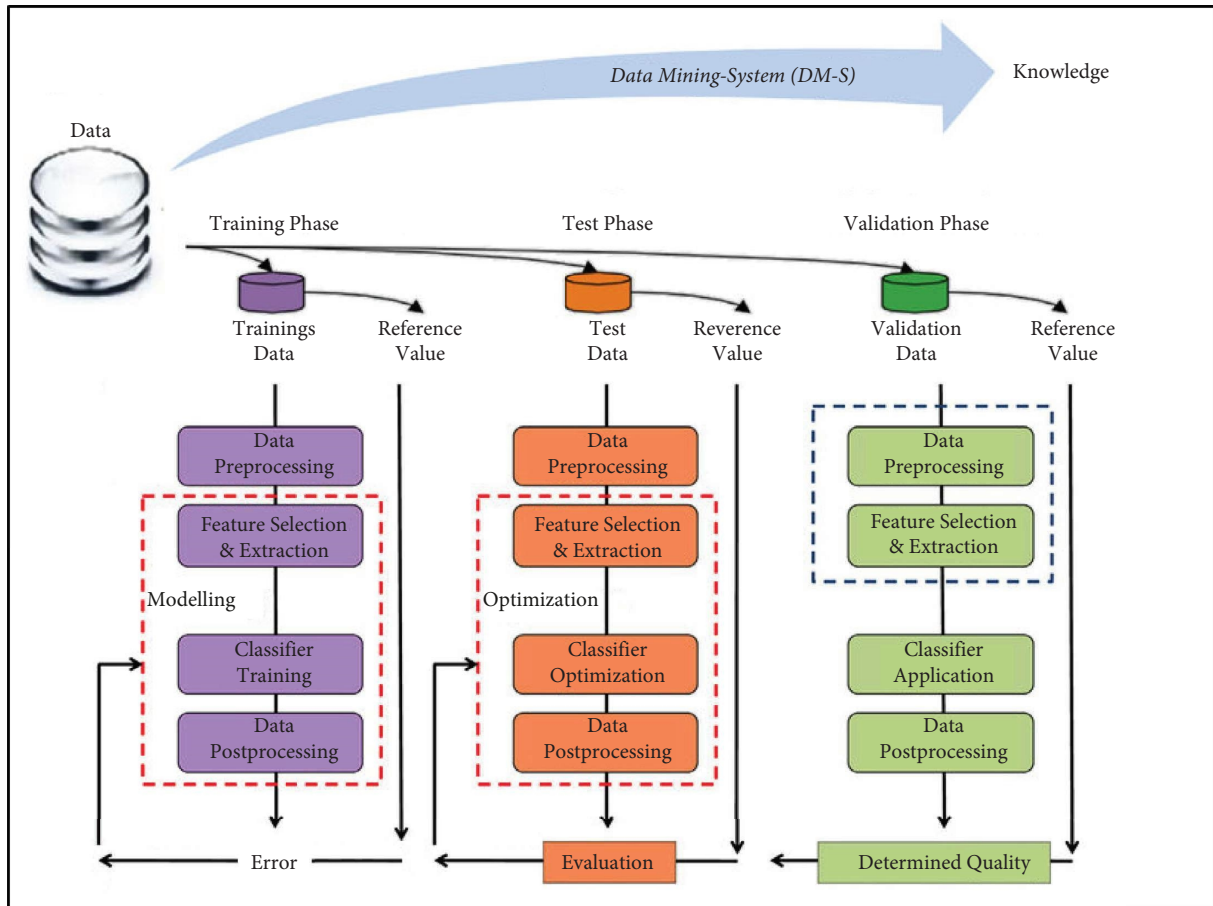 Data Mining-System (DM-S)
Knowledge
Data
Training Phase
Test Phase
Validation Phase
Trainings
Data
Reference
Value
Test
Data
Reverence
Value
Validation
Data
Reference
Value
Data
Preprocessing
Feature Selection
& Extraction
Modelling
Classifier
Training
Data
Postprocessing
Error
Data
Preprocessing
Feature Selection
& Extraction
Optimization
Classifier
Optimization
Data
Postprocessing
Evaluation
Data
Preprocessing
Feature Selection
& Extraction
Classifier
Application
Data
Postprocessing
Determined Quality